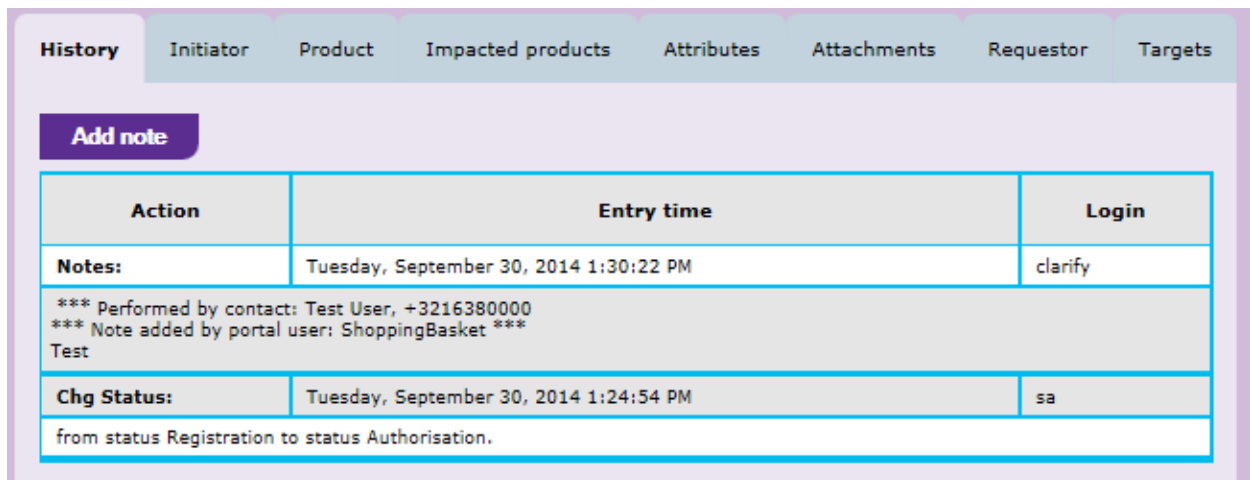 History Initiator Product Impacted products Attributes Attachments Requestor Targets
Add note
Action Entry time Login
Notes: Tuesday, September 30, 2014 1:30:22 PM clarify
*** Performed by contact: Test User, +3216380000
*** Note added by portal user: ShoppingBasket ***
Test
Chg Status: Tuesday, September 30, 2014 1:24:54 PM sa
from status Registration to status Authorisation.